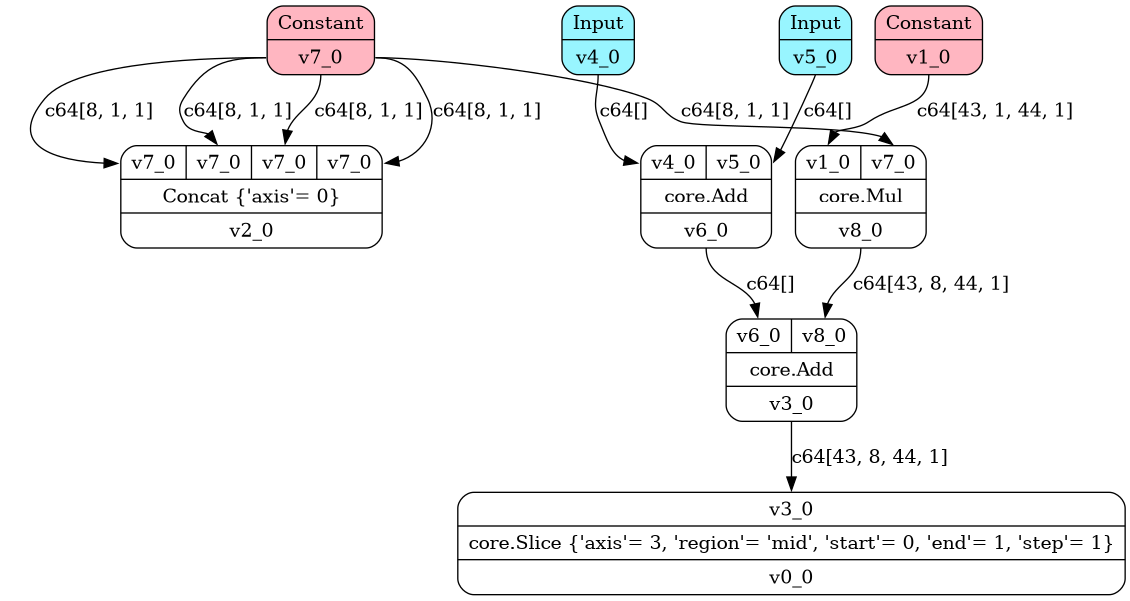 Constant
v7_0
Input
v4_0
Input
v5_0
Constant
v1_0
c64[8, 1, 1]
c64[8, 1, 1]
c64[8, 1, 1]
c64[8, 1, 1]
c64[]
c64[8, 1, 1]
c64[]
c64[43, 1, 44, 1]
v7_0 v7_0 v7_0 v7_0
Concat {'axis'= 0}
v2_0
v4_0 v5_0
core.Add
v6_0
v1_0 v7_0
core.Mul
v8_0
c64[]
c64[43, 8, 44, 1]
v6_0 v8_0
core.Add
v3_0
c64[43, 8, 44, 1]
v3_0
core.Slice {'axis'= 3, 'region'= 'mid', 'start'= 0, 'end'= 1, 'step'= 1}
v0_0